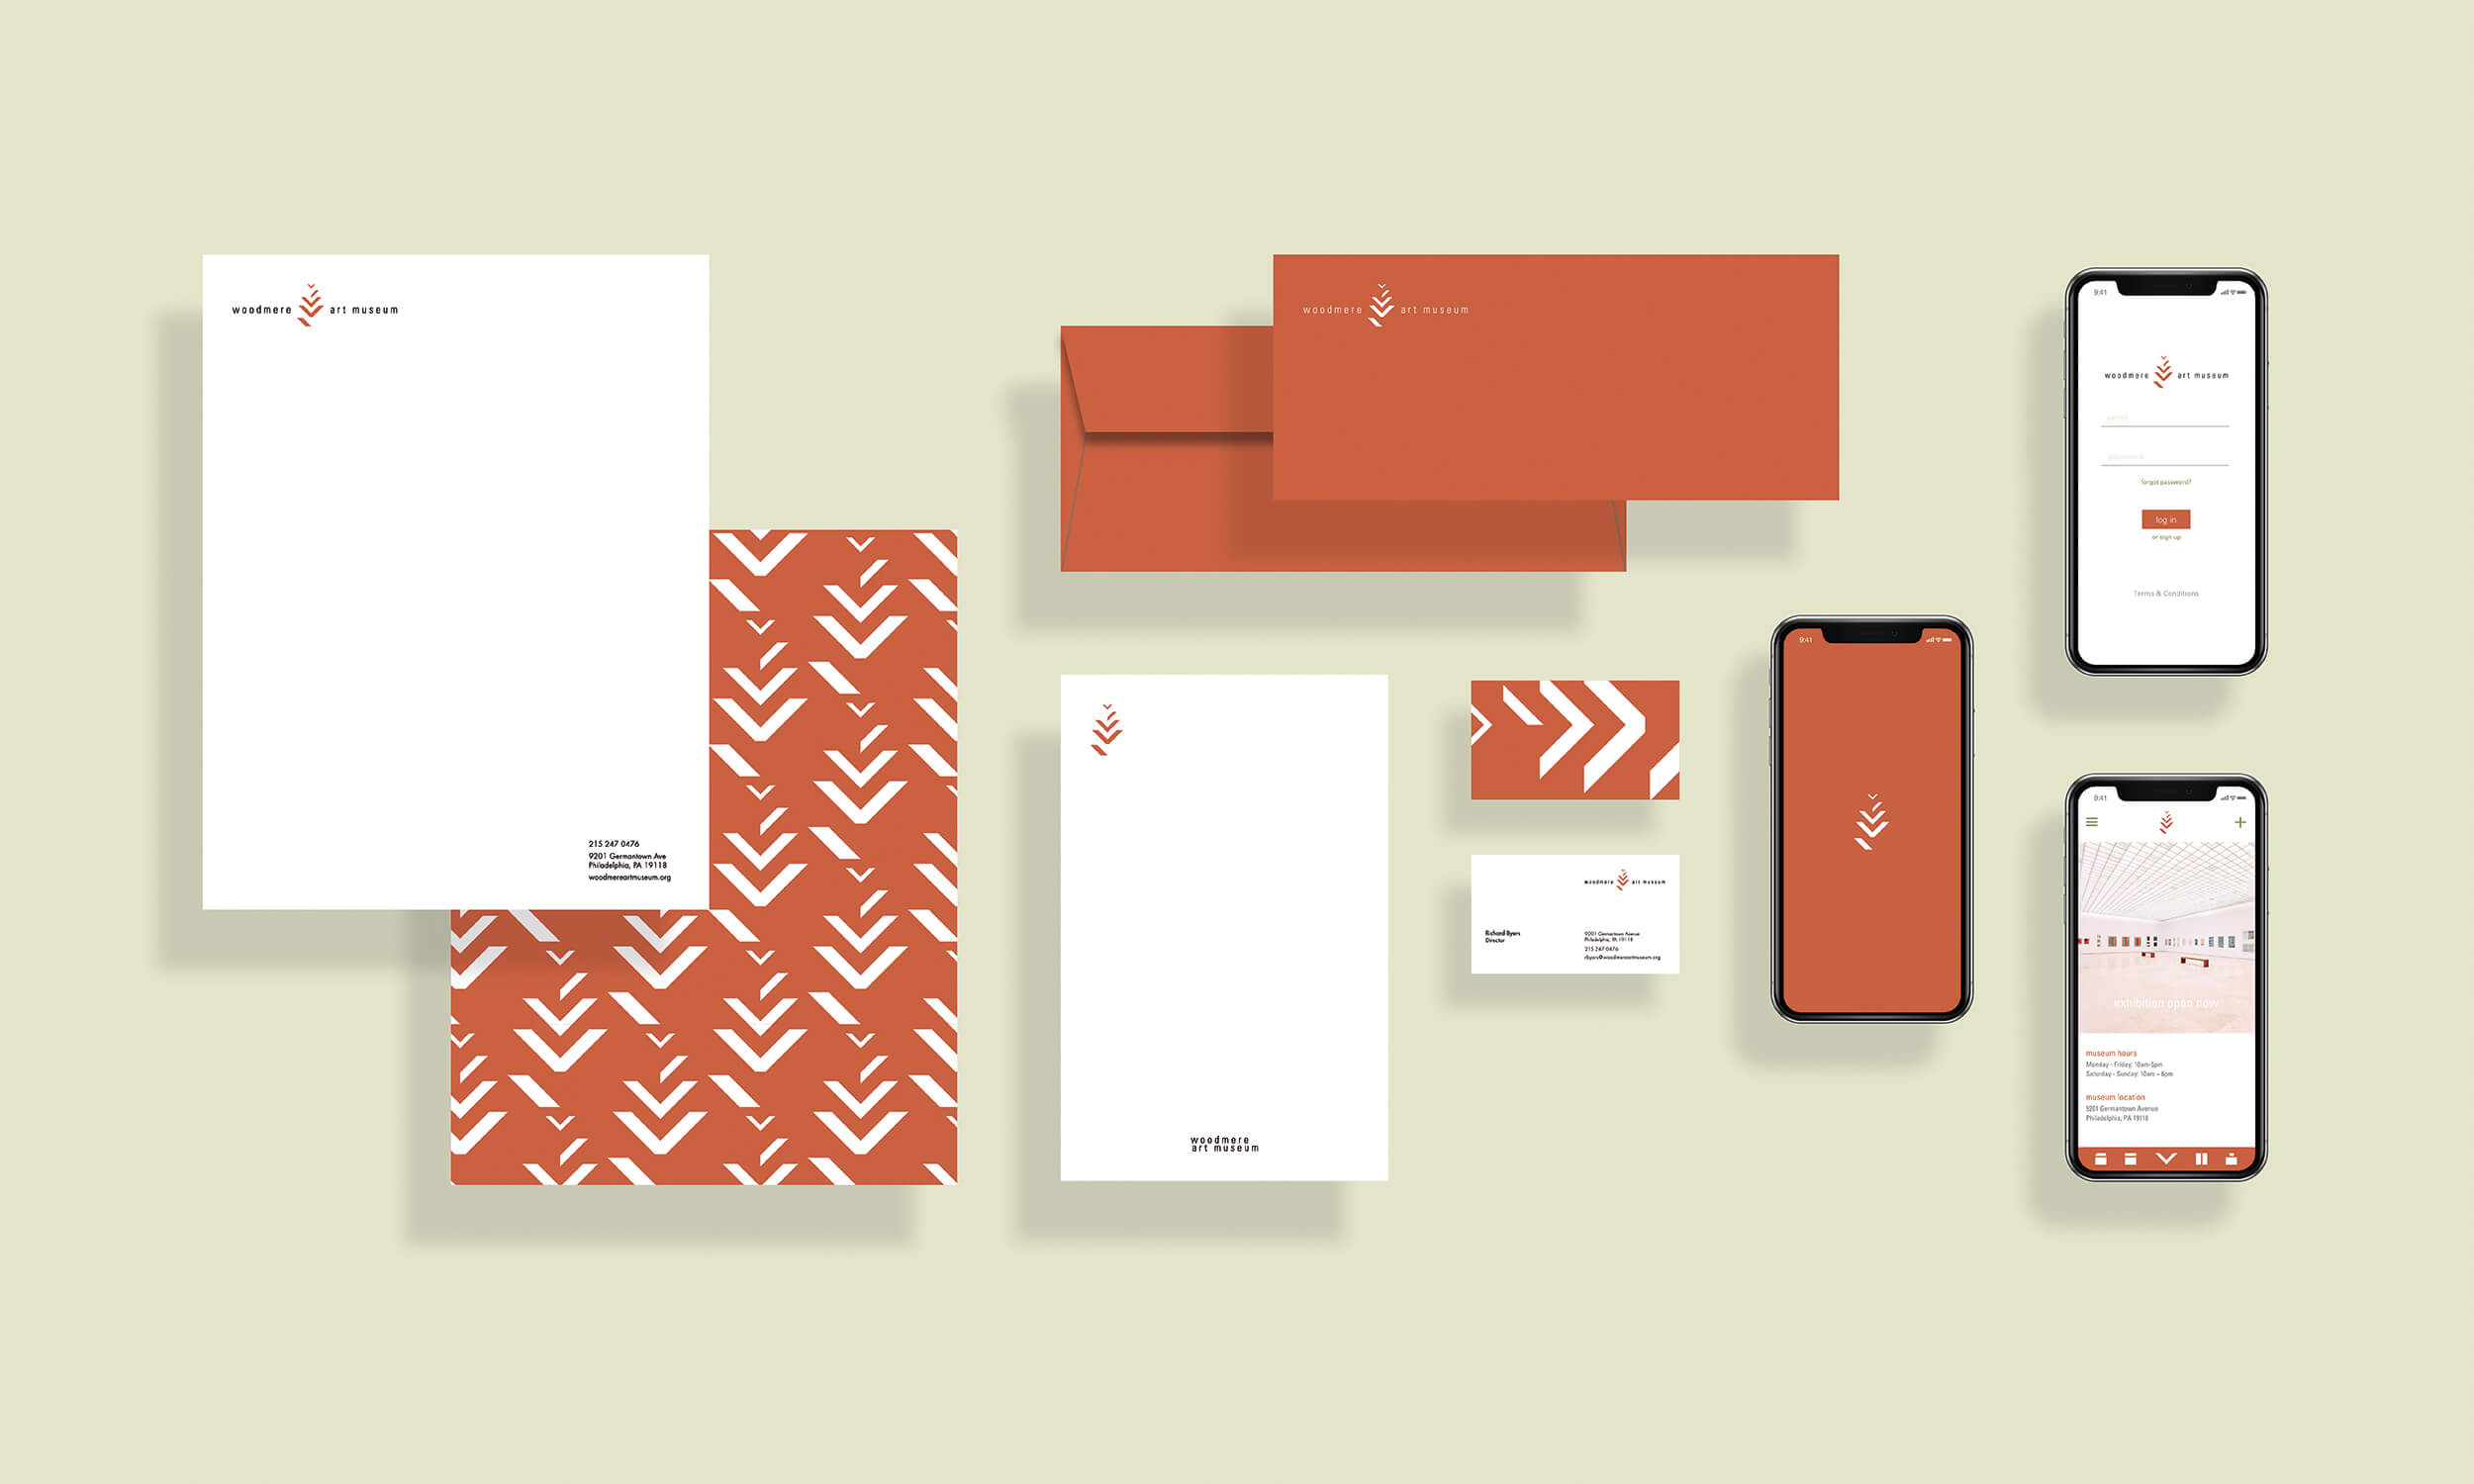 woodmere art museum
215 247 0476
9201 Germantown Ave
Philadelphia, PA 19118
woodmereartmuseum.org
woodmere art museum
woodmere
art museum
woodmere art museum
Richard Byers
Director
9201 Germantown Avenue
Philadelphia, PA 19118
215 247 0476
rbyers@woodmereartmuseum.org
9:41
9:41
woodmere art museum
email
password
forgot password?
log in
or sign up
Terms & Conditions
9:41
exhibition open now
museum hours
Monday - Friday: 10am-5pm
Saturday - Sunday: 10am – 6pm
museum location
9201 Germantown Avenue
Philadelphia, PA 19118